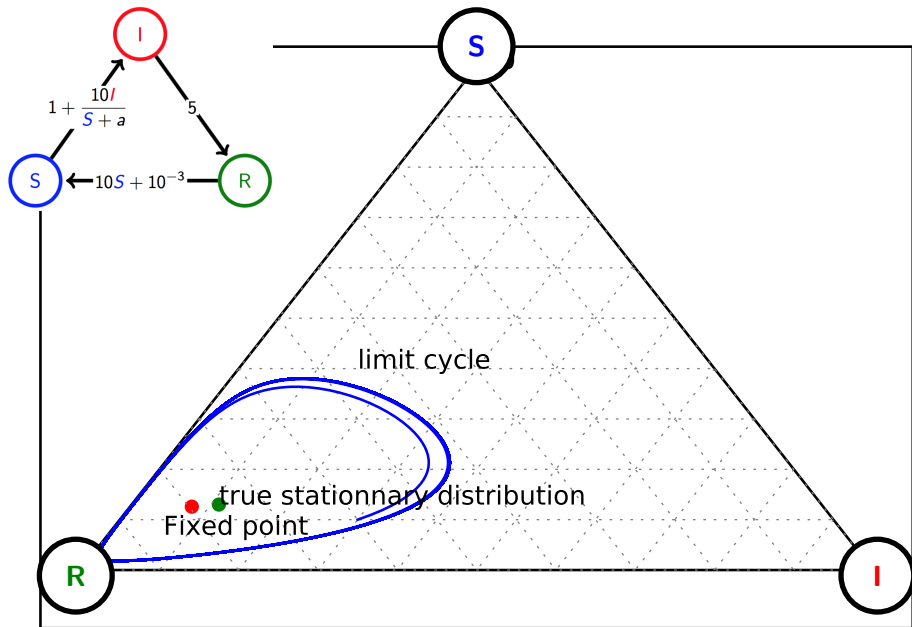 I
1 + 10I / S + a
5
S
10S + 10⁻³
R
S
limit cycle
true stationnary distribution
Fixed point
R
I